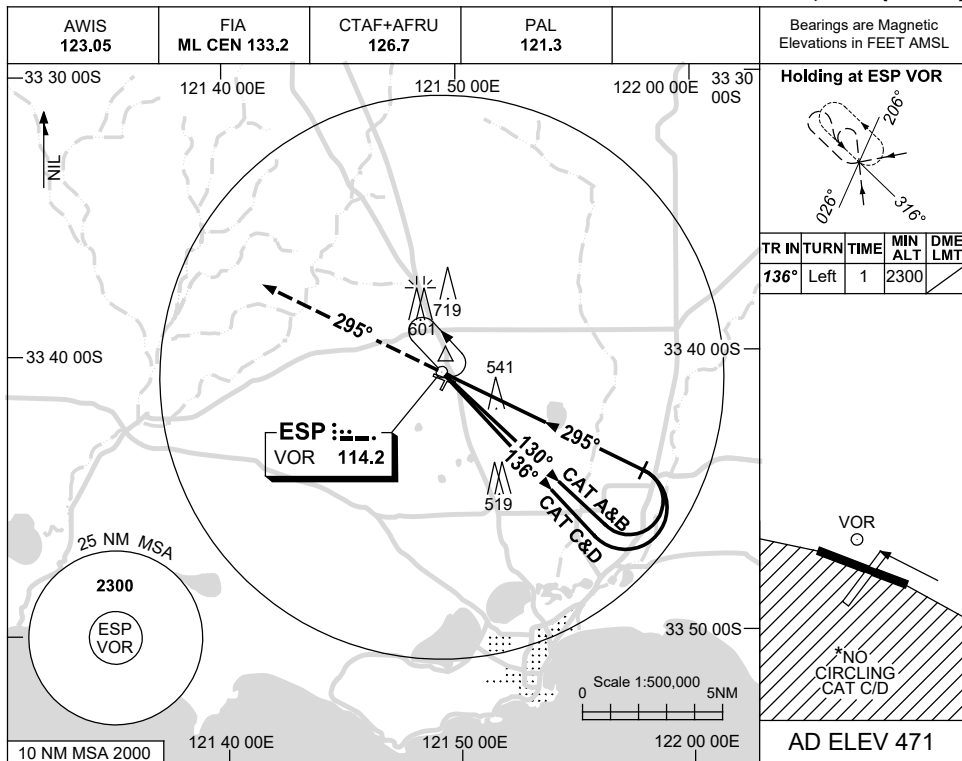 AWIS
123.05
FIA
ML CEN 133.2
CTAF+AFRU
126.7
PAL
121.3
Bearings are Magnetic
Elevations in FEET AMSL
33 30 00S
121 40 00E
121 50 00E
122 00 00E
33 30
00S
NIL
295°
719
601
33 40 00S
33 40 00S
541
ESP
VOR 114.2
295°
130°
136°
CAT A&B
CAT C&D
519
25 NM MSA
2300
ESP
VOR
33 50 00S
Scale 1:500,000
0
5NM
10 NM MSA 2000
121 40 00E
121 50 00E
122 00 00E
Holding at ESP VOR
206°
026°
316°
TR IN TURN TIME MIN ALT DME LMT
136° Left 1 2300
VOR
*NO
CIRCLING
CAT C/D
AD ELEV 471